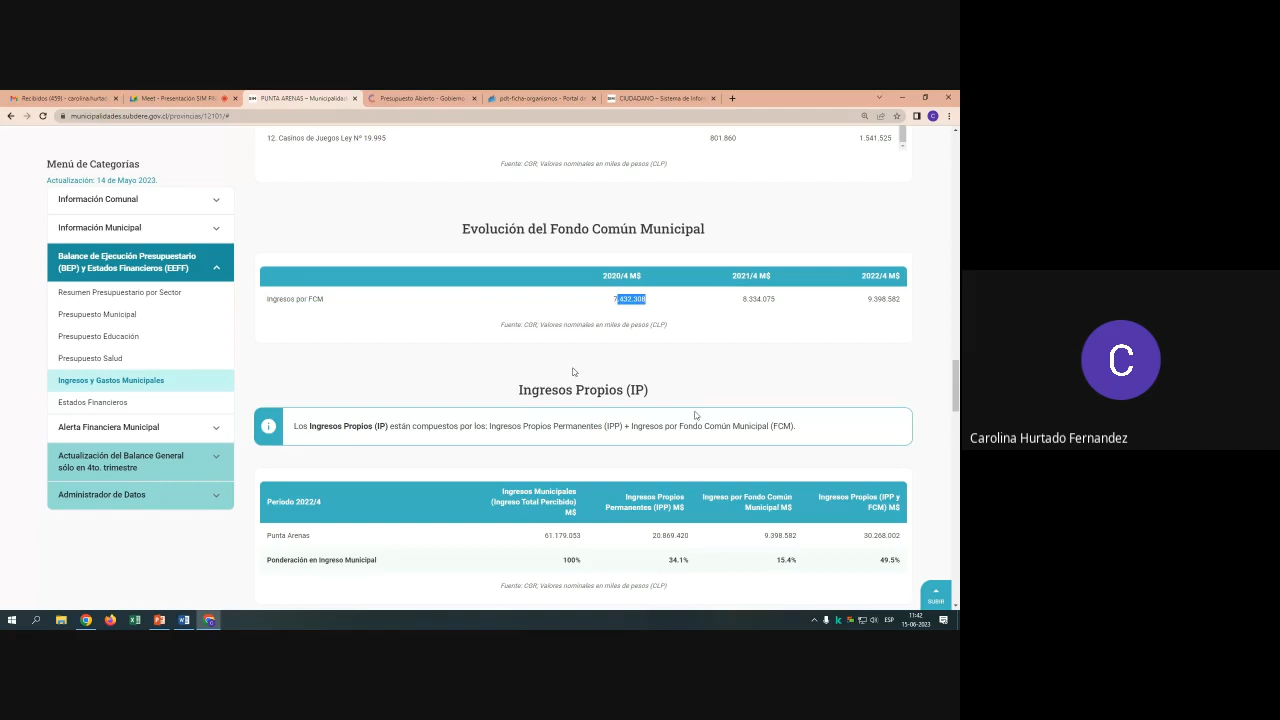 Recibidos (459) - carolina.hurtad
Meet - Presentación SIM FIL
SIM PUNTA ARENAS – Municipalidad
Presupuesto Abierto - Gobierno
pdt-ficha-organismos - Portal de
SIM CIUDADANO – Sistema de Infor
municipalidades.subdere.gov.cl/provincias/12101/#
C
Menú de Categorías
Actualización: 14 de Mayo 2023.
Información Comunal
Información Municipal
Balance de Ejecución Presupuestario
(BEP) y Estados Financieros (EEFF)
Resumen Presupuestario por Sector
Presupuesto Municipal
Presupuesto Educación
Presupuesto Salud
Ingresos y Gastos Municipales
Estados Financieros
Alerta Financiera Municipal
Actualización del Balance General
sólo en 4to. trimestre
Administrador de Datos
12. Casinos de Juegos Ley Nº 19.995 801.860 1.541.525
Fuente: CGR, Valores nominales en miles de pesos (CLP)
Evolución del Fondo Común Municipal
2020/4 M$ 2021/4 M$ 2022/4 M$
Ingresos por FCM 7.432.308 8.334.075 9.398.582
Fuente: CGR, Valores nominales en miles de pesos (CLP)
Ingresos Propios (IP)
Los Ingresos Propios (IP) están compuestos por los: Ingresos Propios Permanentes (IPP) + Ingresos por Fondo Común Municipal (FCM).
Periodo 2022/4
Ingresos Municipales
(Ingreso Total Percibido)
M$
Ingresos Propios
Permanentes (IPP) M$
Ingreso por Fondo Común
Municipal M$
Ingresos Propios (IPP y
FCM) M$
Punta Arenas 61.179.053 20.869.420 9.398.582 30.268.002
Ponderación en Ingreso Municipal 100% 34.1% 15.4% 49.5%
Fuente: CGR, Valores nominales en miles de pesos (CLP)
SUBIR
ESP
11:42
15-06-2023
C
Carolina Hurtado Fernandez